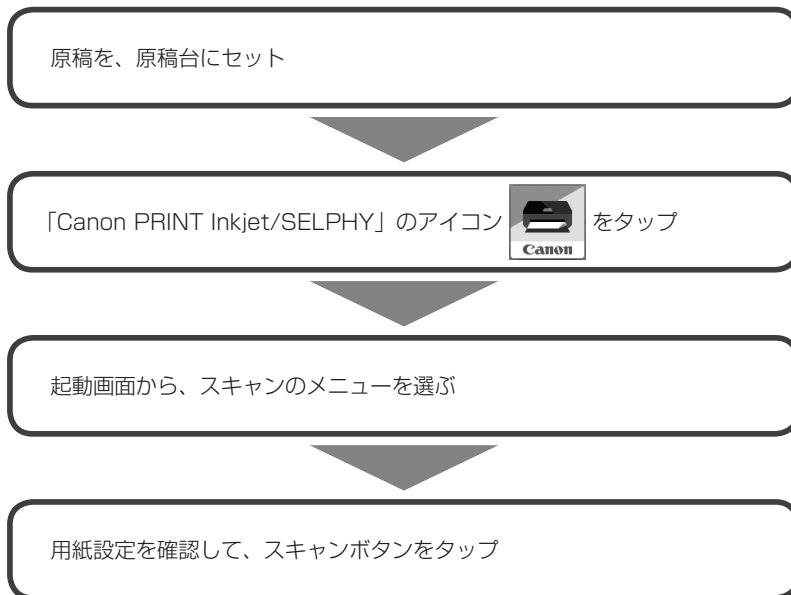 原稿を、原稿台にセット
「Canon PRINT Inkjet/SELPHY」のアイコン Canon をタップ
起動画面から、スキャンのメニューを選ぶ
用紙設定を確認して、スキャンボタンをタップ